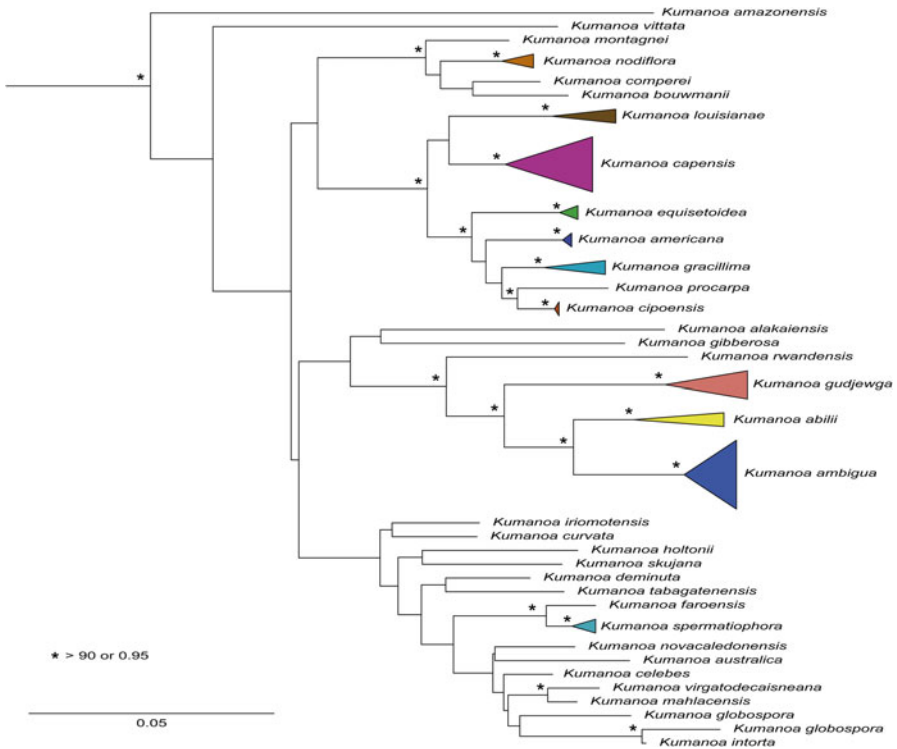 Kumanoa amazonensis
Kumanoa vittata
Kumanoa montagnei
* Kumanoa nodiflora
*
Kumanoa comperei
Kumanoa bouwmanii
*
* Kumanoa louisianae
* Kumanoa capensis
*
* Kumanoa equisetoidea
*
* Kumanoa americana
* Kumanoa gracillima
* Kumanoa procarpa
* Kumanoa cipoensis
Kumanoa alakaiensis
Kumanoa gibberosa
Kumanoa rwandensis
*
* Kumanoa gudjewga
*
* Kumanoa abilii
*
* Kumanoa ambigua
Kumanoa iriomotensis
Kumanoa curvata
Kumanoa holtonii
Kumanoa skujana
Kumanoa deminuta
Kumanoa tabagatenensis
* Kumanoa faroensis
* Kumanoa spermatiophora
Kumanoa novacaledonensis
* > 90 or 0.95
Kumanoa australica
Kumanoa celebes
* Kumanoa virgatodecaisneana
Kumanoa mahlacensis
Kumanoa globospora
0.05
* Kumanoa globospora
Kumanoa intorta